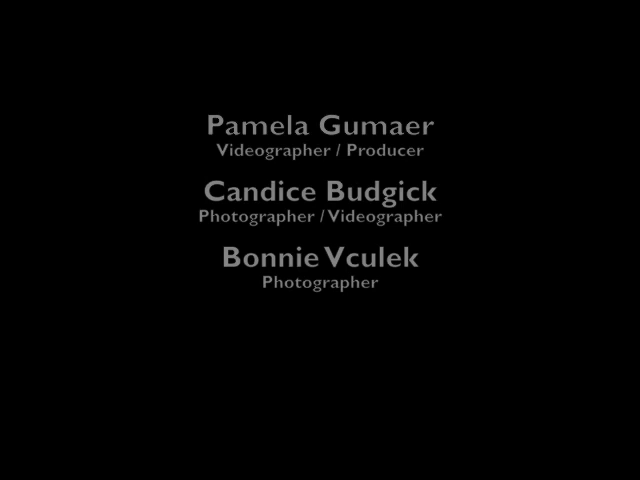 Pamela Gumaer
Videographer / Producer
Candice Budgick
Photographer / Videographer
Bonnie Vculek
Photographer